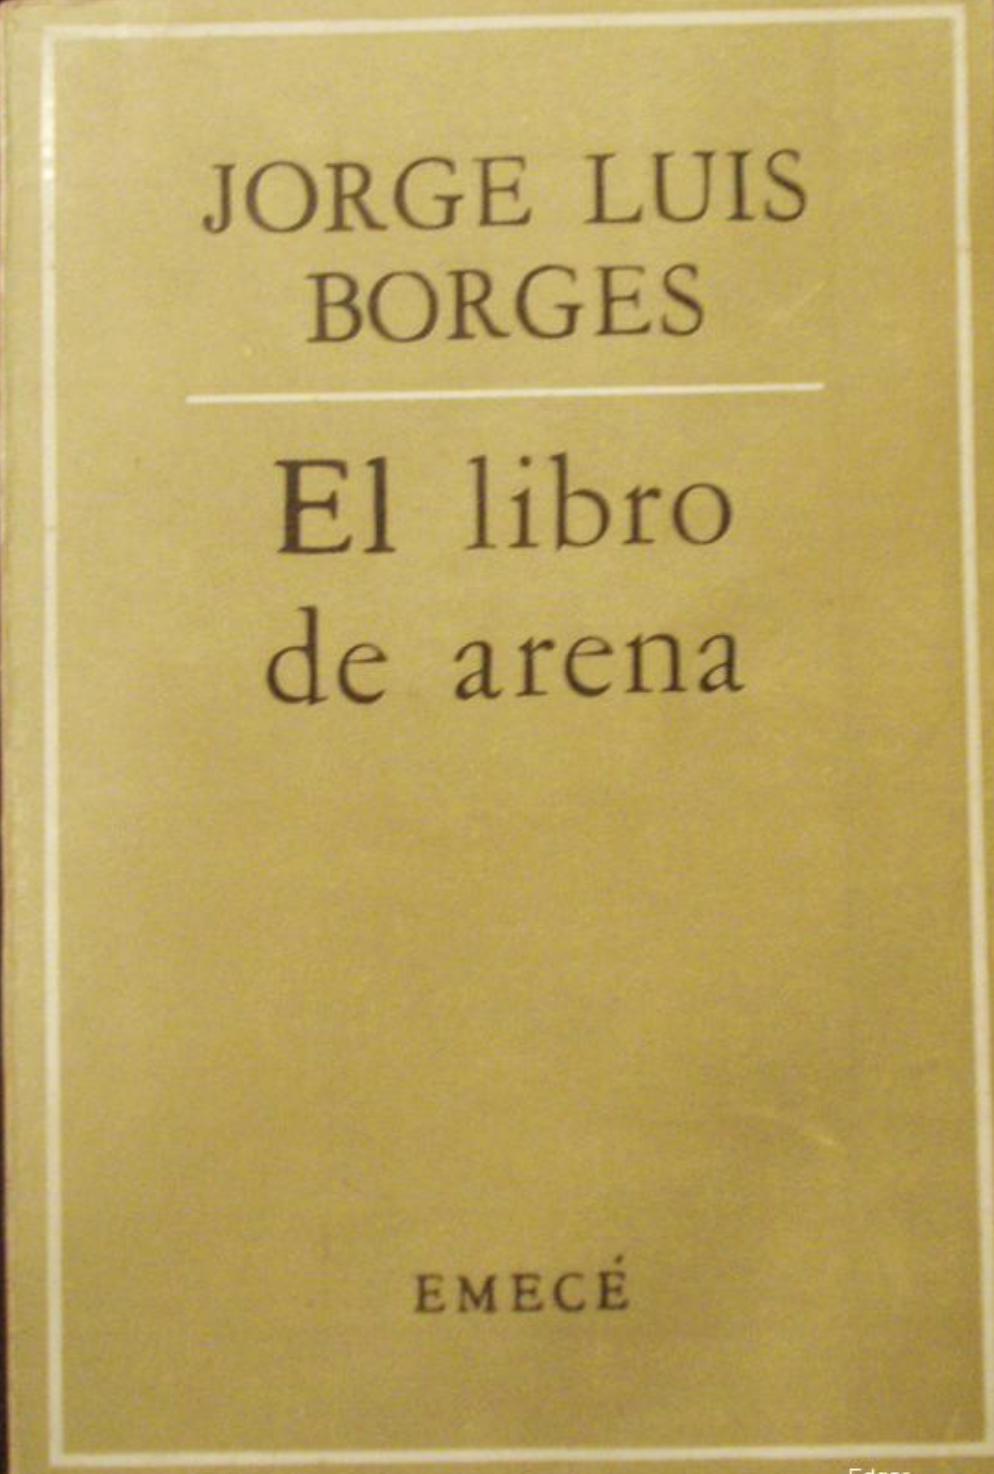 JORGE LUIS
BORGES
El libro
de arena
EMECÉ